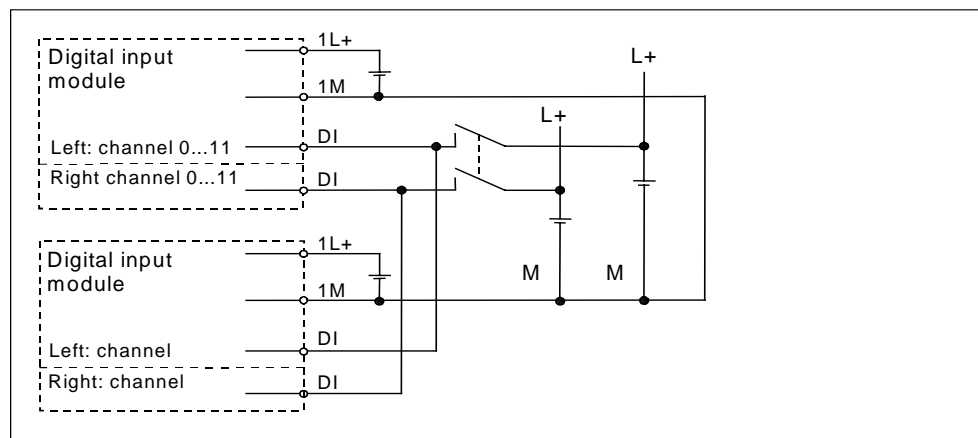 Digital input
module
1L+
1M
Left: channel 0...11
DI
Right channel 0...11
DI
L+
L+
Digital input
module
1L+
1M
M
M
Left: channel
DI
Right: channel
DI